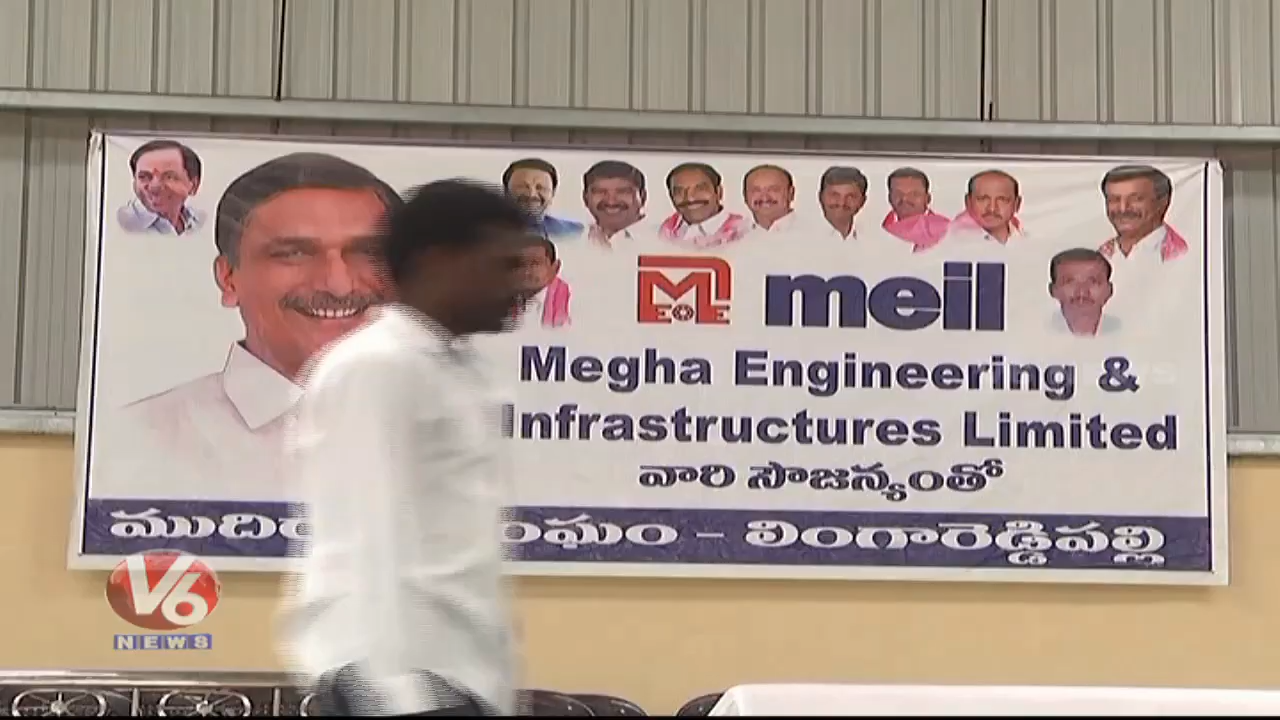 meil
Megha Engineering &
Infrastructures Limited
వారి సౌజన్యంతో
సంఘం - లింగారెడ్డిపల్లి
V6
NEWS